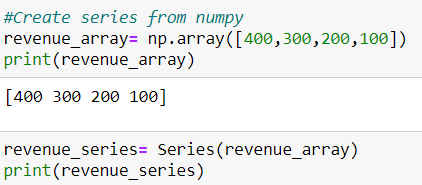 #Create series from numpy
revenue_array= np.array([400,300,200,100])
print(revenue_array)
[400 300 200 100]
revenue_series= Series(revenue_array)
print(revenue_series)